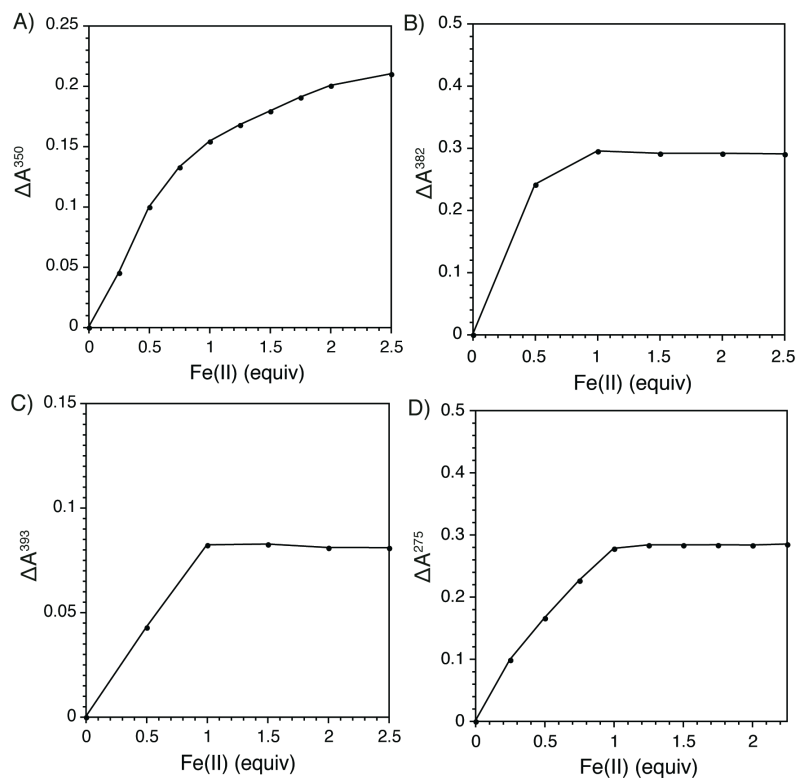 A)
0.25
0.2
0.15
0.1
0.05
0
ΔA³⁵⁰
0 0.5 1 1.5 2 2.5
Fe(II) (equiv)
B)
0.5
0.4
0.3
0.2
0.1
0
ΔA³⁸²
0 0.5 1 1.5 2 2.5
Fe(II) (equiv)
C)
0.15
0.1
0.05
0
ΔA³⁹³
0 0.5 1 1.5 2 2.5
Fe(II) (equiv)
D)
0.5
0.4
0.3
0.2
0.1
0
ΔA²⁷⁵
0 0.5 1 1.5 2
Fe(II) (equiv)